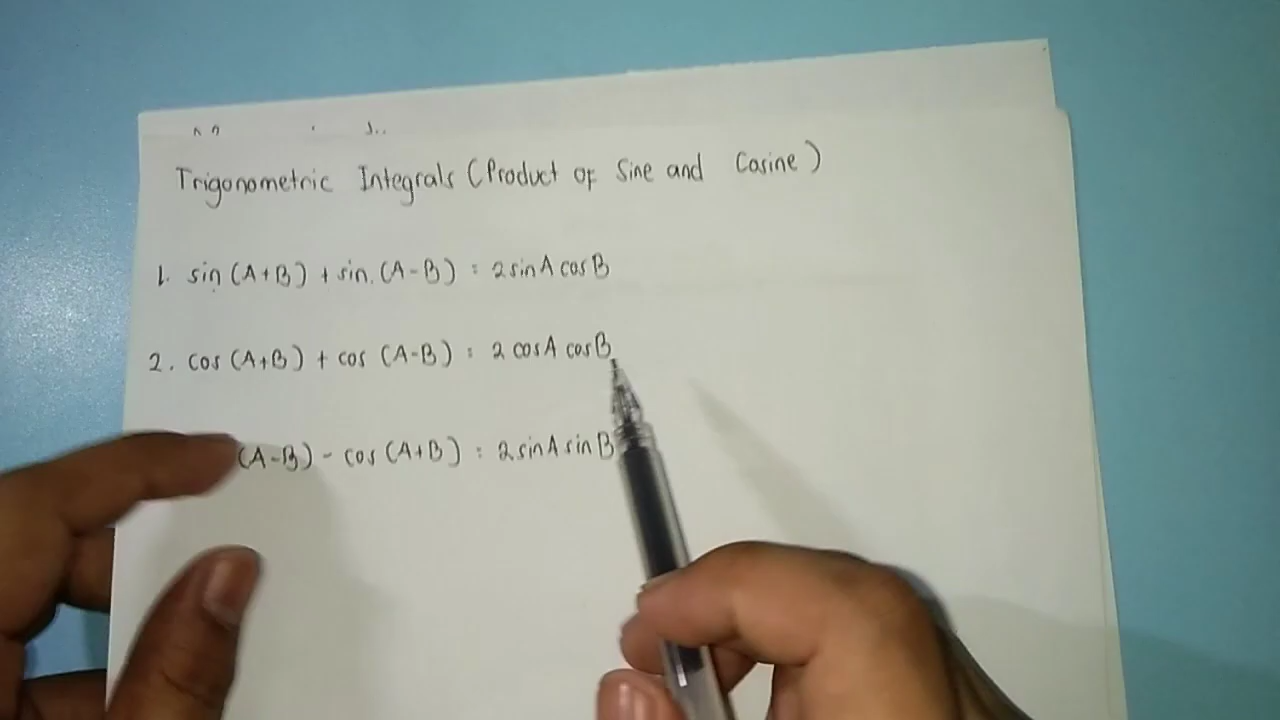 Trigonometric Integrals (Product of Sine and Cosine)
1. sin (A+B) + sin. (A-B) = 2 sin A cos B
2. cos (A+B) + cos (A-B) = 2 cos A cos B
(A-B) - cos (A+B) = 2 sin A sin B